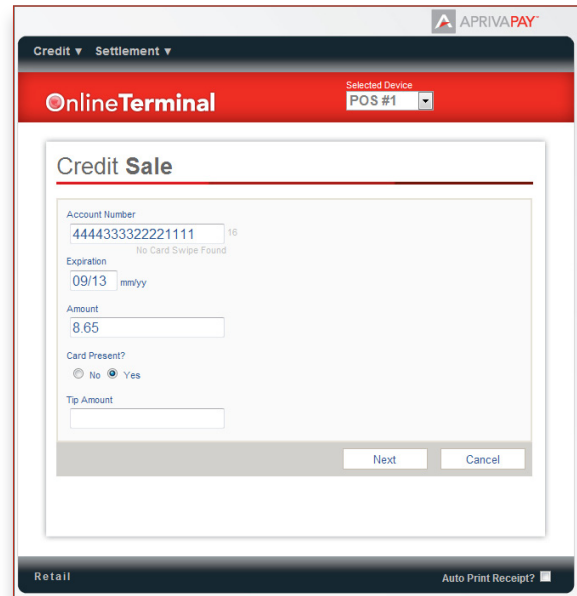 APRIVAPAY™
Credit ▼ Settlement ▼
Selected Device
OnlineTerminal
POS #1
Credit Sale
Account Number
4444333322221111 16
No Card Swipe Found
Expiration
09/13 mm/yy
Amount
8.65
Card Present?
No Yes
Tip Amount
Next Cancel
Retail Auto Print Receipt?